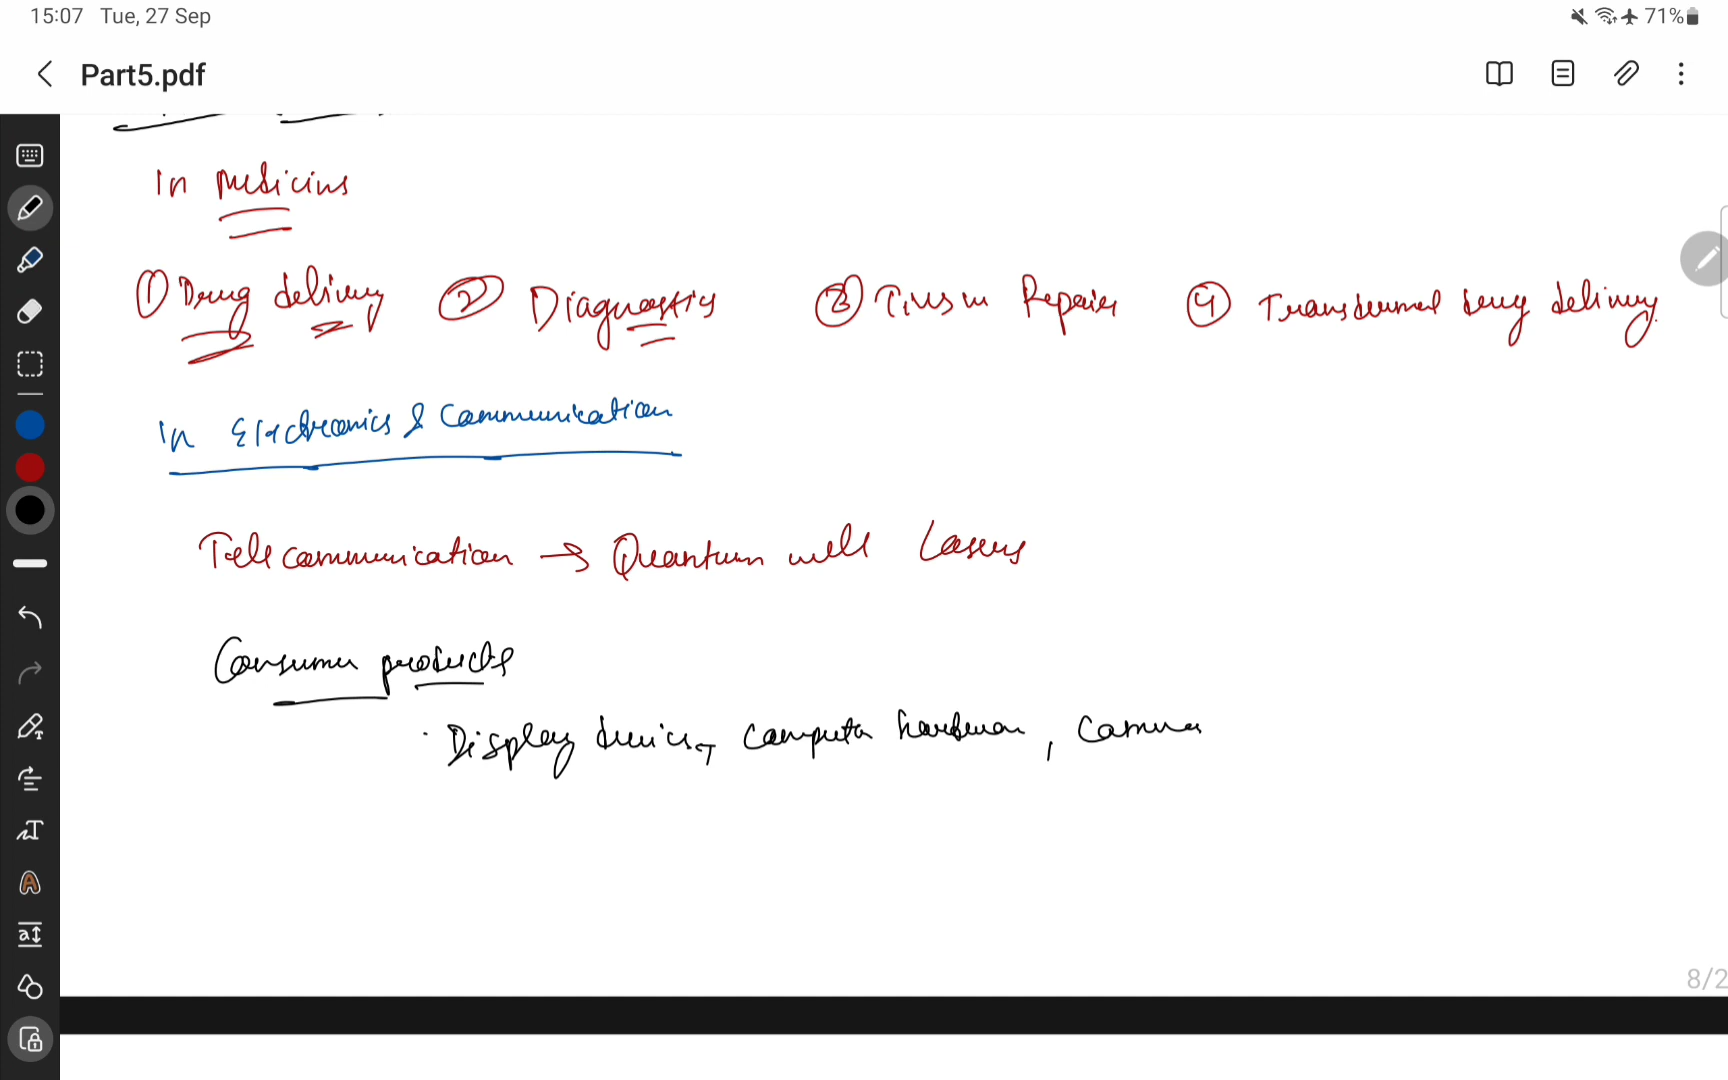 15:07 Tue, 27 Sep 71%
Part5.pdf
In Medicins
① Drug delivery ② Diagnostis ③ Tissue Repair ④ Transdermal drug delivery
In Electronics & Communication
Telecommunication → Quantum well Lasers
Consumer products
· Display devices, computer hardware, Camera
8/2